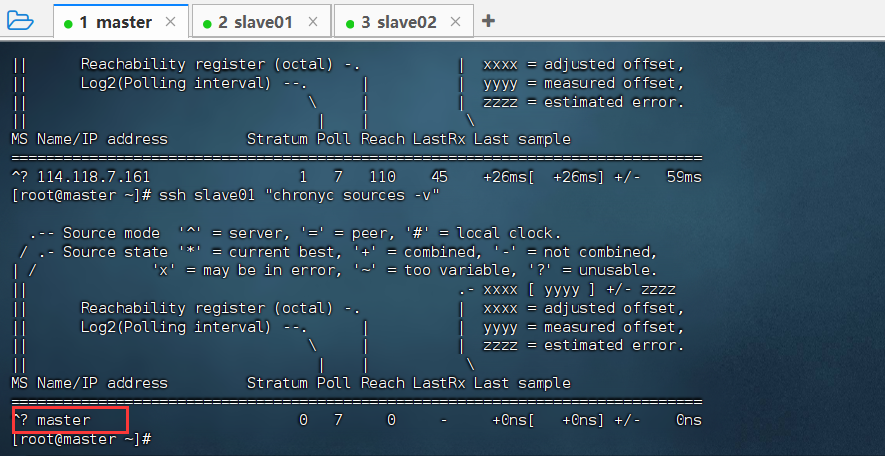 1 master × 2 slave01 × 3 slave02 × +
||      Reachability register (octal) -.           |  xxxx = adjusted offset,
||      Log2(Polling interval) --.      |          |  yyyy = measured offset,
||                                \     |          |  zzzz = estimated error.
||                                 |    |           \
MS Name/IP address         Stratum Poll Reach LastRx Last sample
===============================================================================
^? 114.118.7.161                 1   7   110    45    +26ms[  +26ms] +/-   59ms
[root@master ~]# ssh slave01 "chronyc sources -v"
  .-- Source mode  '^' = server, '=' = peer, '#' = local clock.
 / .- Source state '*' = current best, '+' = combined, '-' = not combined,
| /             'x' = may be in error, '~' = too variable, '?' = unusable.
||                                                 .- xxxx [ yyyy ] +/- zzzz
||      Reachability register (octal) -.           |  xxxx = adjusted offset,
||      Log2(Polling interval) --.      |          |  yyyy = measured offset,
||                                \     |          |  zzzz = estimated error.
||                                 |    |           \
MS Name/IP address         Stratum Poll Reach LastRx Last sample
===============================================================================
^? master                        0   7     0     -     +0ns[   +0ns] +/-    0ns
[root@master ~]#